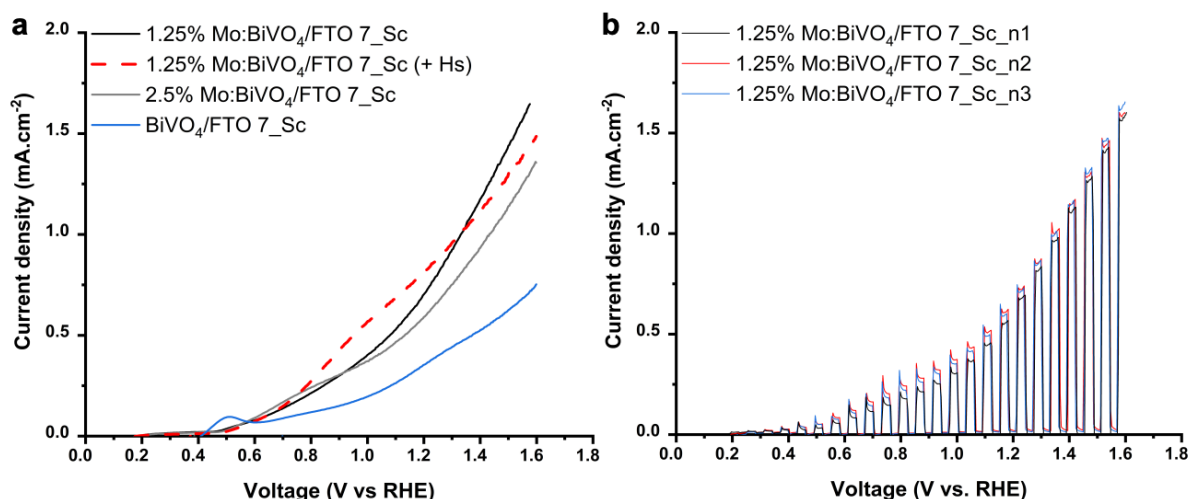 a
1.25% Mo:BiVO₄/FTO 7_Sc
1.25% Mo:BiVO₄/FTO 7_Sc (+ Hs)
2.5% Mo:BiVO₄/FTO 7_Sc
BiVO₄/FTO 7_Sc
Current density (mA.cm⁻²)
2.0
1.5
1.0
0.5
0.0
0.0 0.2 0.4 0.6 0.8 1.0 1.2 1.4 1.6 1.8
Voltage (V vs RHE)
b
1.25% Mo:BiVO₄/FTO 7_Sc_n1
1.25% Mo:BiVO₄/FTO 7_Sc_n2
1.25% Mo:BiVO₄/FTO 7_Sc_n3
Current density (mA.cm⁻²)
2.0
1.5
1.0
0.5
0.0
0.0 0.2 0.4 0.6 0.8 1.0 1.2 1.4 1.6 1.8
Voltage (V vs. RHE)